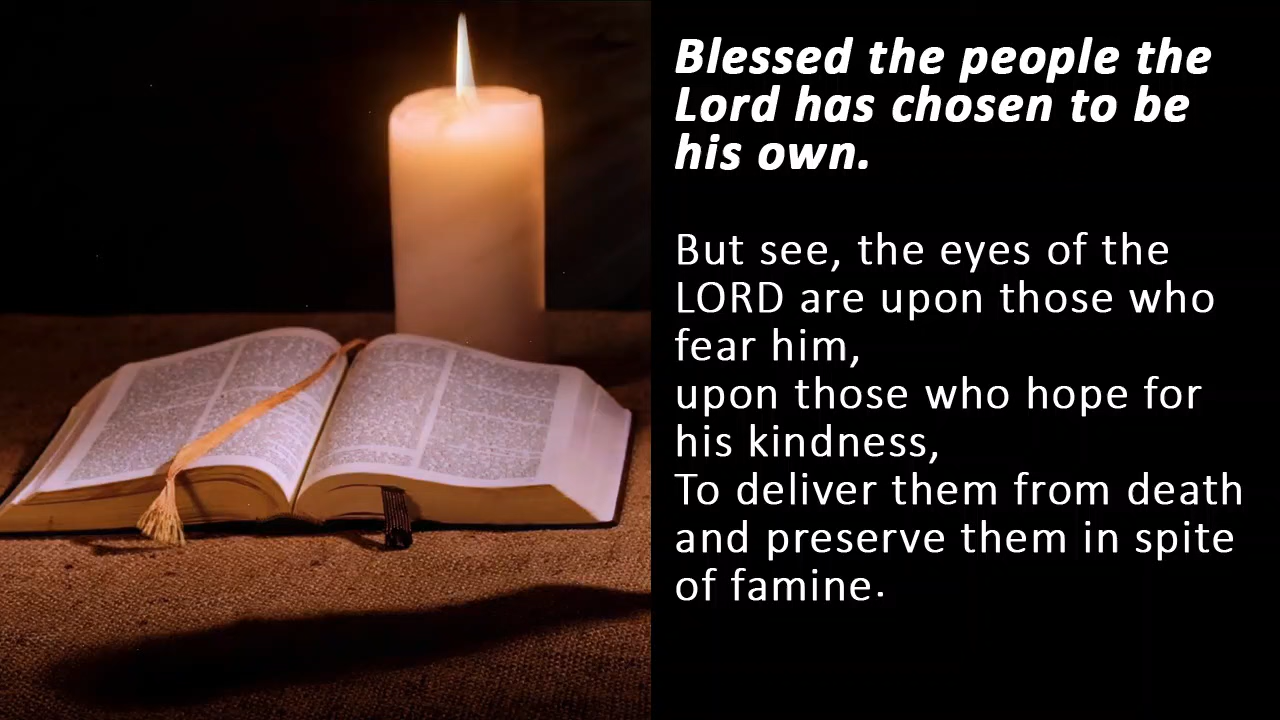 Blessed the people the
Lord has chosen to be
his own.
But see, the eyes of the
LORD are upon those who
fear him,
upon those who hope for
his kindness,
To deliver them from death
and preserve them in spite
of famine.